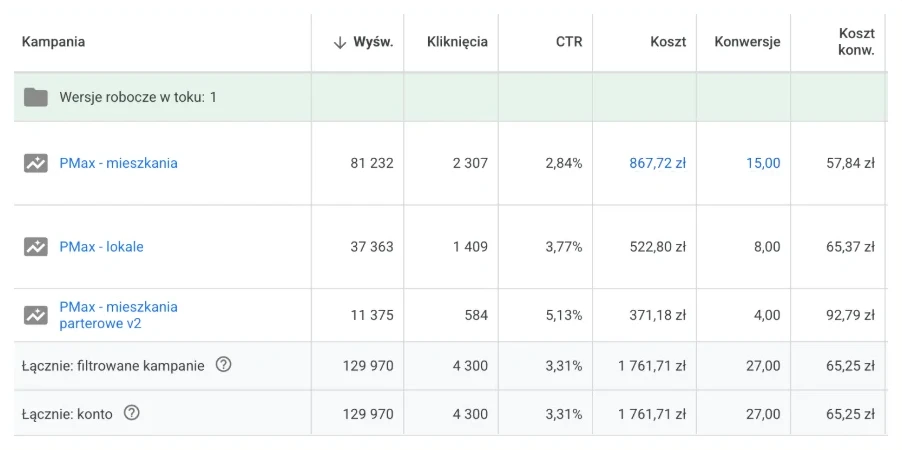 Kampania ↓ Wyśw. Kliknięcia CTR Koszt Konwersje Koszt konw.
Wersje robocze w toku: 1
PMax - mieszkania 81 232 2 307 2,84% 867,72 zł 15,00 57,84 zł
PMax - lokale 37 363 1 409 3,77% 522,80 zł 8,00 65,37 zł
PMax - mieszkania parterowe v2 11 375 584 5,13% 371,18 zł 4,00 92,79 zł
Łącznie: filtrowane kampanie ? 129 970 4 300 3,31% 1 761,71 zł 27,00 65,25 zł
Łącznie: konto ? 129 970 4 300 3,31% 1 761,71 zł 27,00 65,25 zł